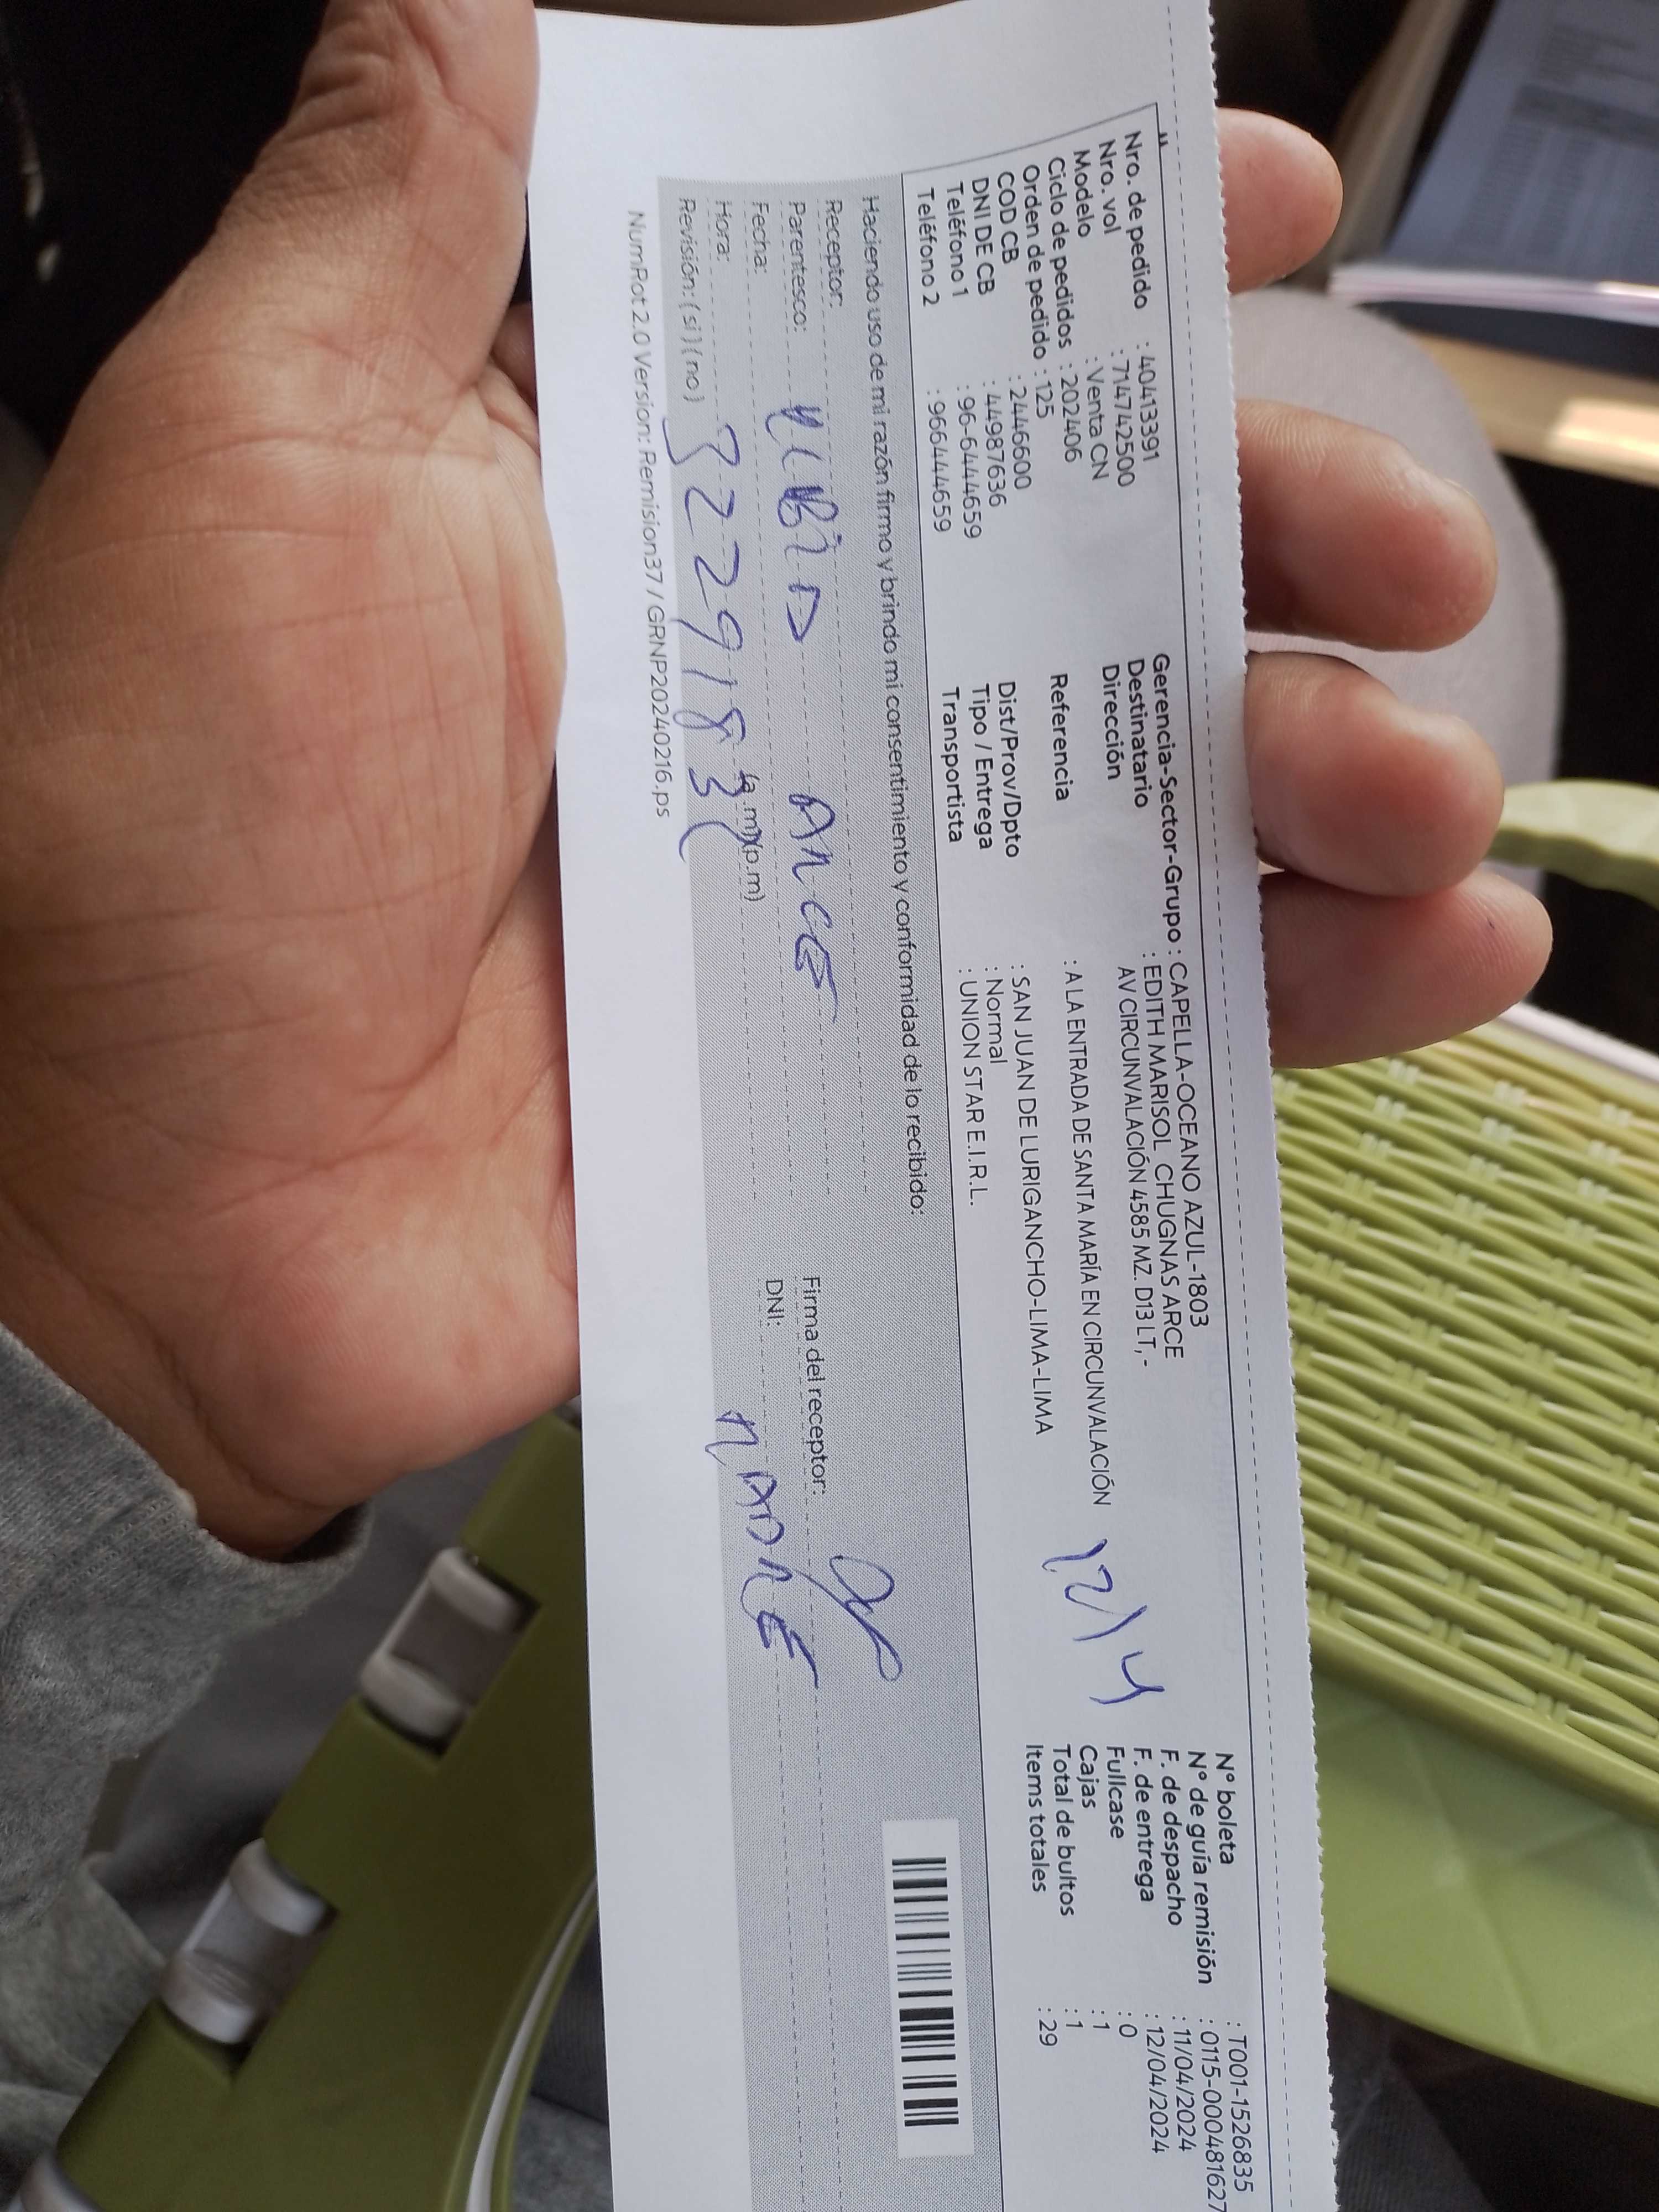 Nro. de pedido : 40413391
Nro. vol : 714742500
Modelo : Venta CN
Ciclo de pedidos : 202406
Orden de pedido : 125
COD CB : 2446600
DNI DE CB : 44987636
Teléfono 1 : 96-6444659
Teléfono 2 : 966444659
Gerencia-Sector-Grupo : CAPELLA-OCEANO AZUL-1803
Destinatario : EDITH MARISOL CHUGNAS ARCE
Dirección AV CIRCUNVALACIÓN 4585 MZ. D13 LT, -
Referencia : A LA ENTRADA DE SANTA MARÍA EN CIRCUNVALACIÓN
Dist/Prov/Dpto : SAN JUAN DE LURIGANCHO-LIMA-LIMA
Tipo / Entrega : Normal
Transportista : UNION STAR E.I.R.L.
12/4
N° boleta : T001-1526835
N° de guía remisión : 0115-000481627
F. de despacho : 11/04/2024
F. de entrega : 12/04/2024
Fullcase : 0
Cajas : 1
Total de bultos : 1
Items totales : 29
Haciendo uso de mi razón firmo y brindo mi consentimiento y conformidad de lo recibido:
Receptor:
Parentesco:
Fecha:
Hora: (a.m)(p.m)
Revisión: (si) (no)
Firma del receptor:
DNI:
NumRot 2.0 Version: Remision37 / GRNP20240216.ps